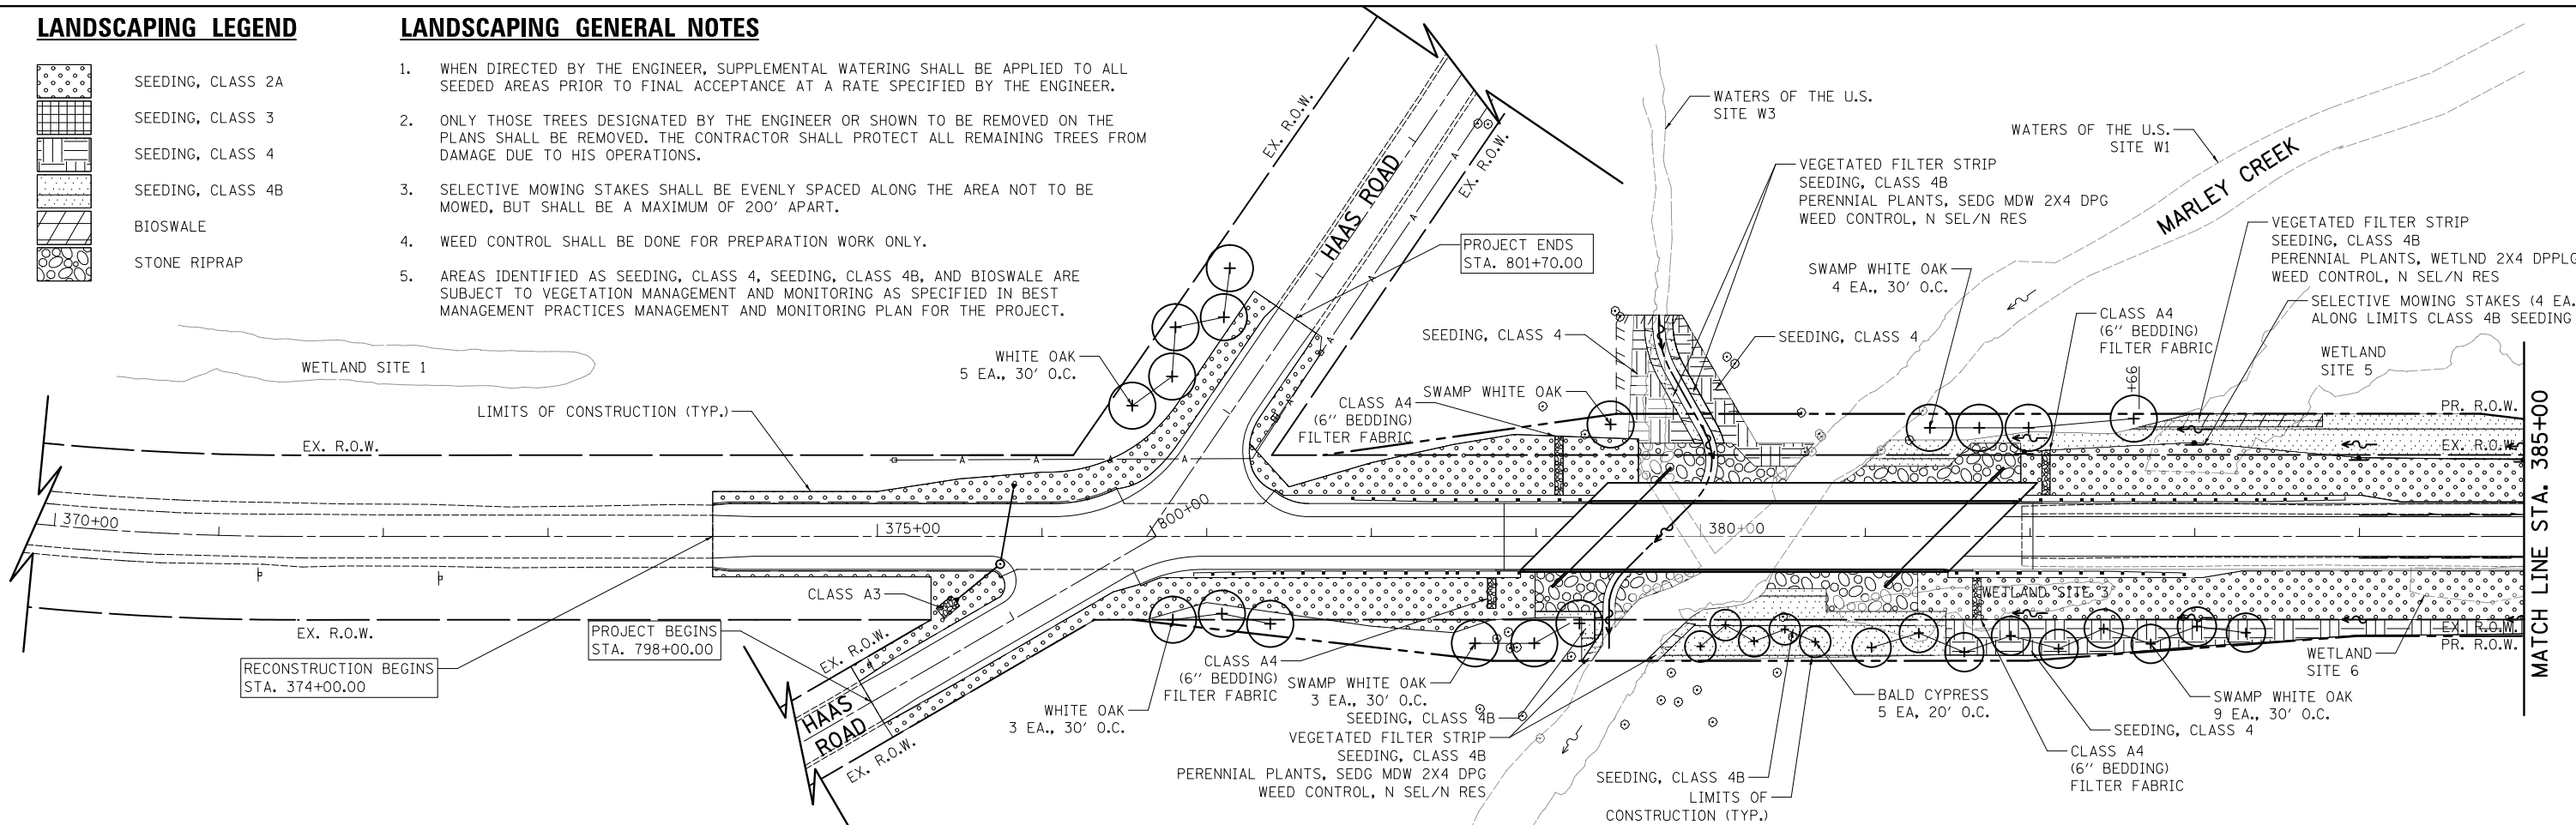 LANDSCAPING LEGEND
SEEDING, CLASS 2A
SEEDING, CLASS 3
SEEDING, CLASS 4
SEEDING, CLASS 4B
BIOSWALE
STONE RIPRAP
LANDSCAPING GENERAL NOTES
1. WHEN DIRECTED BY THE ENGINEER, SUPPLEMENTAL WATERING SHALL BE APPLIED TO ALL
SEEDED AREAS PRIOR TO FINAL ACCEPTANCE AT A RATE SPECIFIED BY THE ENGINEER.
2. ONLY THOSE TREES DESIGNATED BY THE ENGINEER OR SHOWN TO BE REMOVED ON THE
PLANS SHALL BE REMOVED. THE CONTRACTOR SHALL PROTECT ALL REMAINING TREES FROM
DAMAGE DUE TO HIS OPERATIONS.
3. SELECTIVE MOWING STAKES SHALL BE EVENLY SPACED ALONG THE AREA NOT TO BE
MOWED, BUT SHALL BE A MAXIMUM OF 200' APART.
4. WEED CONTROL SHALL BE DONE FOR PREPARATION WORK ONLY.
5. AREAS IDENTIFIED AS SEEDING, CLASS 4, SEEDING, CLASS 4B, AND BIOSWALE ARE
SUBJECT TO VEGETATION MANAGEMENT AND MONITORING AS SPECIFIED IN BEST
MANAGEMENT PRACTICES MANAGEMENT AND MONITORING PLAN FOR THE PROJECT.
EX. R.O.W.
HAAS ROAD
EX. R.O.W.
PROJECT ENDS
STA. 801+70.00
WATERS OF THE U.S.
SITE W3
WATERS OF THE U.S.
SITE W1
MARLEY CREEK
VEGETATED FILTER STRIP
SEEDING, CLASS 4B
PERENNIAL PLANTS, SEDG MDW 2X4 DPG
WEED CONTROL, N SEL/N RES
VEGETATED FILTER STRIP
SEEDING, CLASS 4B
PERENNIAL PLANTS, WETLND 2X4 DPPLG
WEED CONTROL, N SEL/N RES
SELECTIVE MOWING STAKES (4 EA.
ALONG LIMITS CLASS 4B SEEDING
SWAMP WHITE OAK
4 EA., 30' O.C.
CLASS A4
(6'' BEDDING)
FILTER FABRIC
SEEDING, CLASS 4
SEEDING, CLASS 4
WETLAND
SITE 5
WETLAND SITE 1
WHITE OAK
5 EA., 30' O.C.
SWAMP WHITE OAK
CLASS A4
(6'' BEDDING)
FILTER FABRIC
+66
LIMITS OF CONSTRUCTION (TYP.)
EX. R.O.W.
A A A A A
A A A A A
PR. R.O.W.
EX. R.O.W.
370+00
375+00
800+00
380+00
MATCH LINE STA. 385+00
CLASS A3
WETLAND SITE 3
EX. R.O.W.
EX. R.O.W.
PR. R.O.W.
PROJECT BEGINS
STA. 798+00.00
RECONSTRUCTION BEGINS
STA. 374+00.00
EX. R.O.W.
HAAS
ROAD
EX. R.O.W.
WHITE OAK
3 EA., 30' O.C.
CLASS A4
(6'' BEDDING)
FILTER FABRIC
SWAMP WHITE OAK
3 EA., 30' O.C.
SEEDING, CLASS 4B
VEGETATED FILTER STRIP
SEEDING, CLASS 4B
PERENNIAL PLANTS, SEDG MDW 2X4 DPG
WEED CONTROL, N SEL/N RES
SEEDING, CLASS 4B
LIMITS OF
CONSTRUCTION (TYP.)
BALD CYPRESS
5 EA, 20' O.C.
WETLAND
SITE 6
SWAMP WHITE OAK
9 EA., 30' O.C.
SEEDING, CLASS 4
CLASS A4
(6'' BEDDING)
FILTER FABRIC